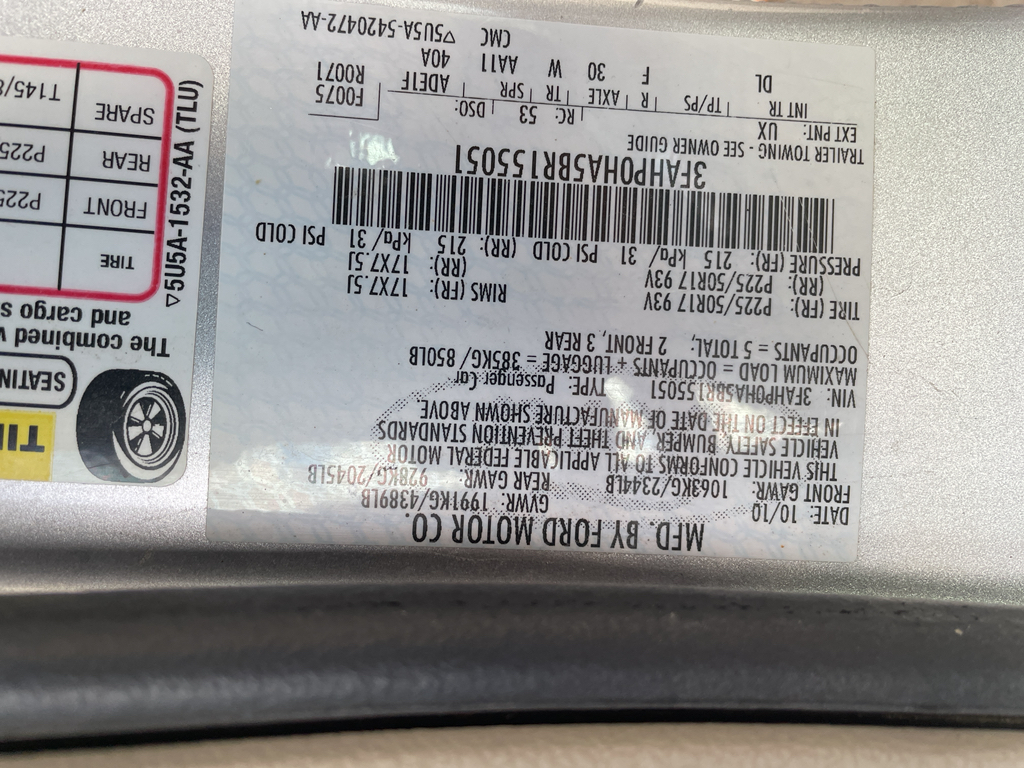 MFD. BY FORD MOTOR CO.
DATE: 10/10 GVWR: 1991KG/4389LB
FRONT GAWR: 1063KG/2344LB REAR GAWR: 928KG/2045LB
THIS VEHICLE CONFORMS TO ALL APPLICABLE FEDERAL MOTOR
VEHICLE SAFETY, BUMPER, AND THEFT PREVENTION STANDARDS
IN EFFECT ON THE DATE OF MANUFACTURE SHOWN ABOVE
VIN: 3FAHP0HA5BR155051 TYPE: Passenger Car
MAXIMUM LOAD = OCCUPANTS + LUGGAGE = 385KG/850LB
OCCUPANTS = 5 TOTAL, 2 FRONT, 3 REAR
TIRE (FR): P225/50R17 93V RIMS (FR): 17X7.5J
(RR): P225/50R17 93V (RR): 17X7.5J
PRESSURE (FR): 215 kPa/ 31 PSI COLD (RR): 215 kPa/ 31 PSI COLD
3FAHP0HA5BR155051
TRAILER TOWING - SEE OWNER GUIDE
EXT PNT: UX RC: 53 DSO: F0075
R0071
INT TR TP/PS R AXLE TR SPR ADE1F
DL F 30 W AA11 40A
CMC ▽5U5A-5420472-AA
TI
SEATIN
The combined
and cargo s
TIRE
FRONT P225
REAR P225
SPARE T145/8
▽5U5A-1532-AA (TLU)